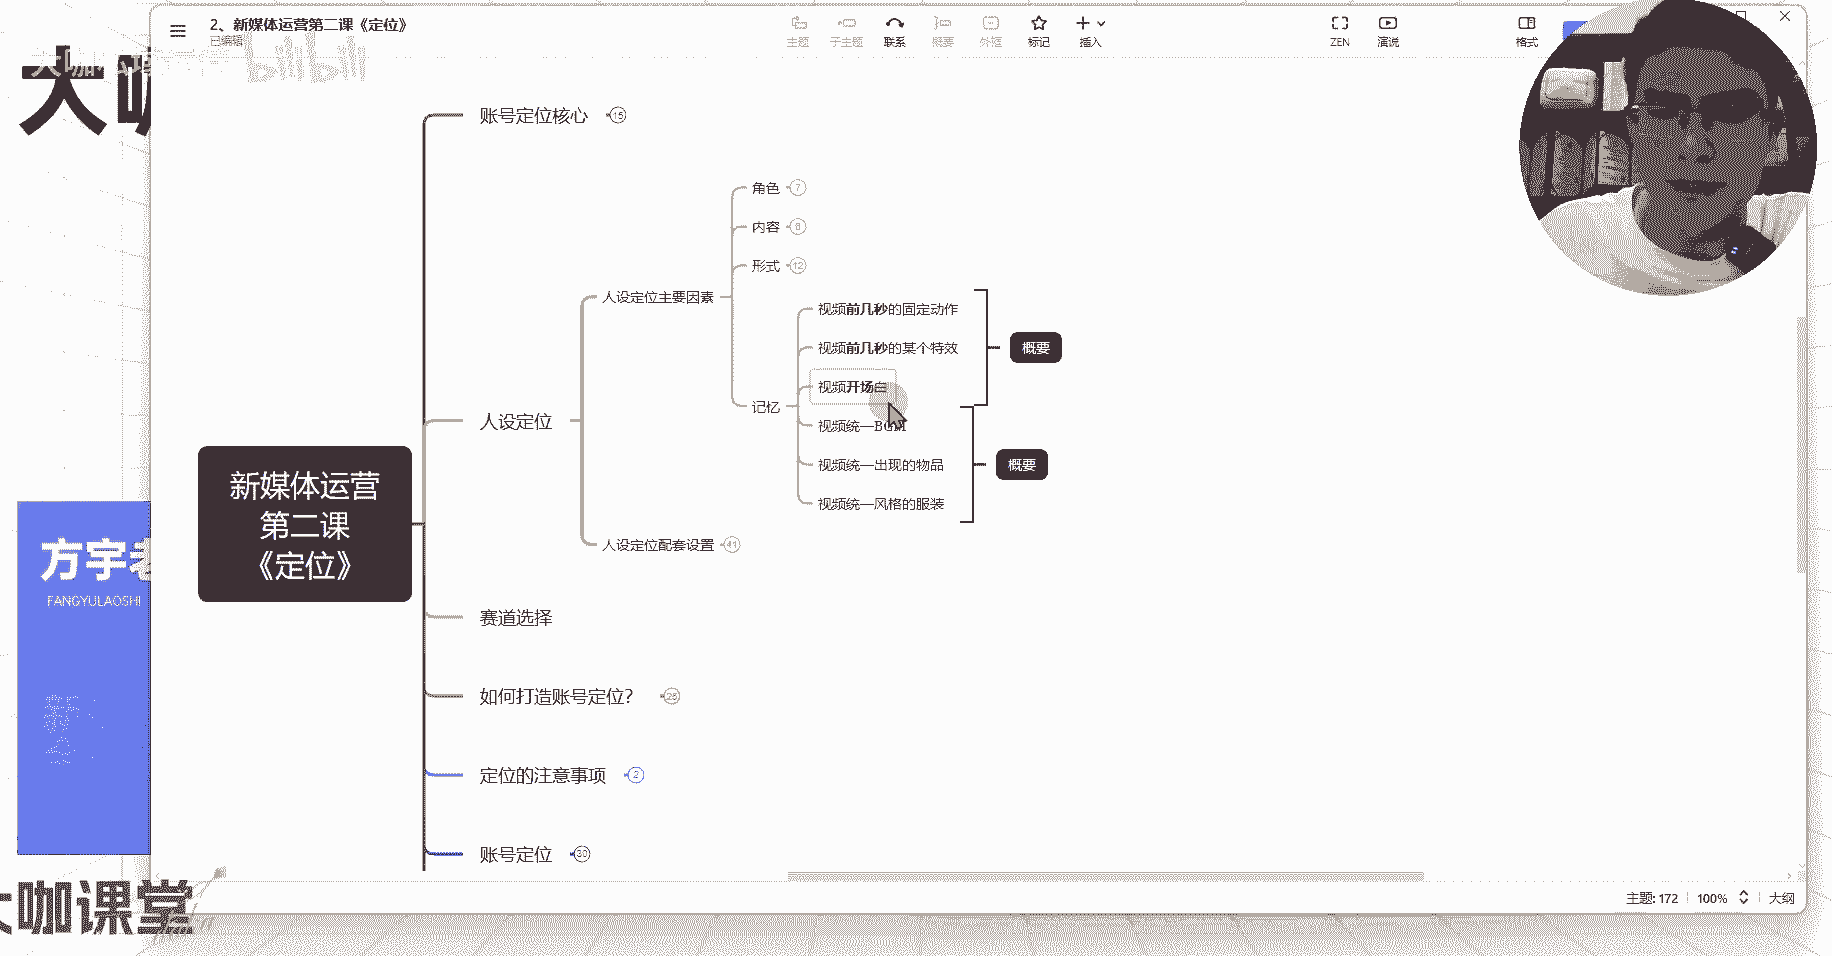 2、新媒体运营第二课《定位》
已编辑
主题
子主题
联系
概要
外框
标记
插入
ZEN
演说
格式
bilibili
大咖
账号定位核心
15
角色
7
内容
8
形式
12
人设定位主要因素
视频前几秒的固定动作
视频前几秒的某个特效
概要
视频开场白
记忆
视频统一BGM
人设定位
视频统一出现的物品
概要
视频统一风格的服装
新媒体运营
第二课
《定位》
人设定位配套设置
41
方宇老
FANGYULAOSHI
赛道选择
如何打造账号定位？
26
定位的注意事项
2
账号定位
30
大咖课堂
主题: 172
100%
大纲